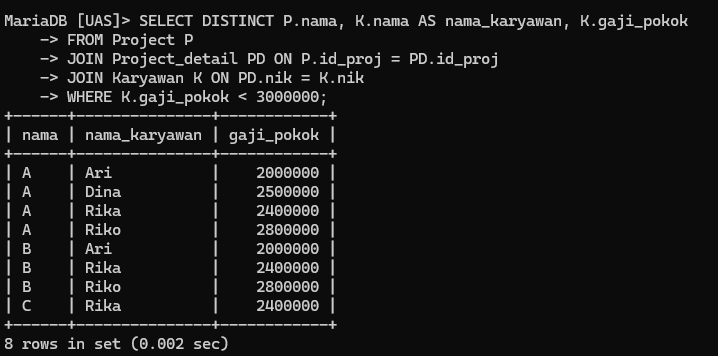 MariaDB [UAS]> SELECT DISTINCT P.nama, K.nama AS nama_karyawan, K.gaji_pokok
    -> FROM Project P
    -> JOIN Project_detail PD ON P.id_proj = PD.id_proj
    -> JOIN Karyawan K ON PD.nik = K.nik
    -> WHERE K.gaji_pokok < 3000000;
+------+---------------+------------+
| nama | nama_karyawan | gaji_pokok |
+------+---------------+------------+
| A    | Ari           |    2000000 |
| A    | Dina          |    2500000 |
| A    | Rika          |    2400000 |
| A    | Riko          |    2800000 |
| B    | Ari           |    2000000 |
| B    | Rika          |    2400000 |
| B    | Riko          |    2800000 |
| C    | Rika          |    2400000 |
+------+---------------+------------+
8 rows in set (0.002 sec)